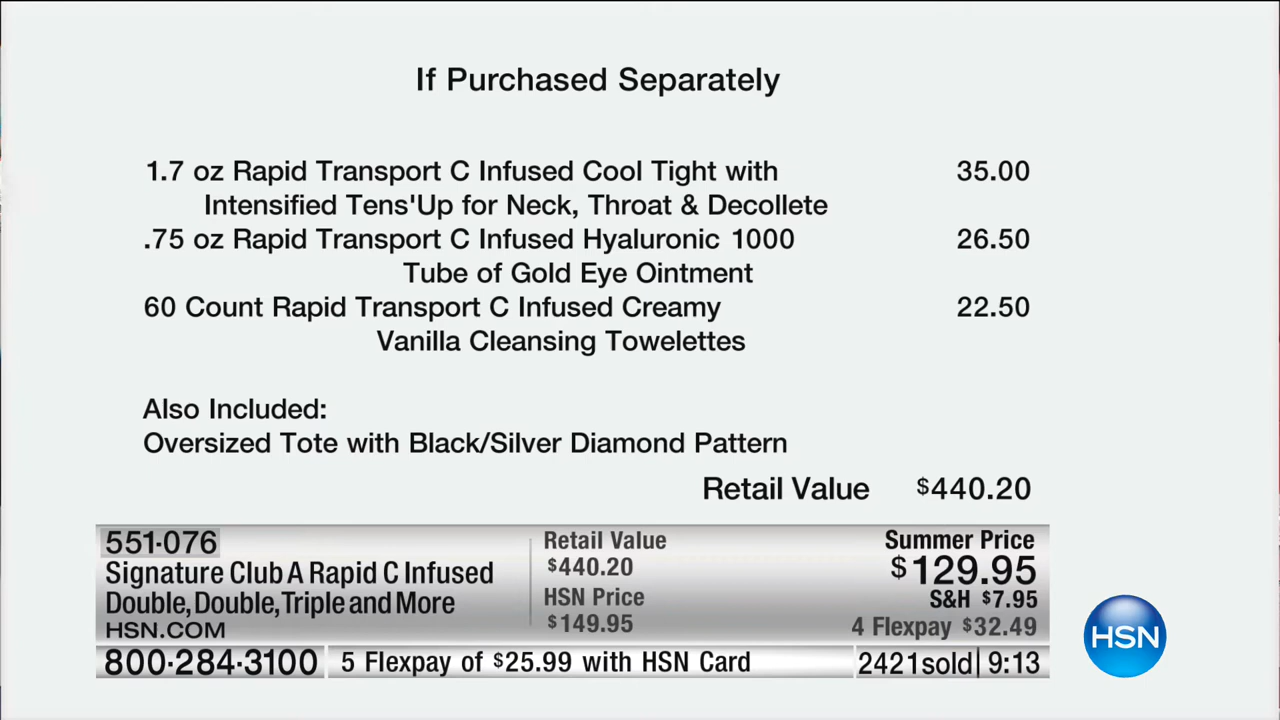 If Purchased Separately
1.7 oz Rapid Transport C Infused Cool Tight with 35.00
Intensified Tens'Up for Neck, Throat & Decollete
.75 oz Rapid Transport C Infused Hyaluronic 1000 26.50
Tube of Gold Eye Ointment
60 Count Rapid Transport C Infused Creamy 22.50
Vanilla Cleansing Towelettes
Also Included:
Oversized Tote with Black/Silver Diamond Pattern
Retail Value $440.20
551·076
Signature Club A Rapid C Infused
Double, Double, Triple and More
HSN.COM
Retail Value
$440.20
HSN Price
$149.95
Summer Price
$129.95
S&H $7.95
4 Flexpay $32.49
800·284·3100
5 Flexpay of $25.99 with HSN Card
2421sold 9:13
HSN